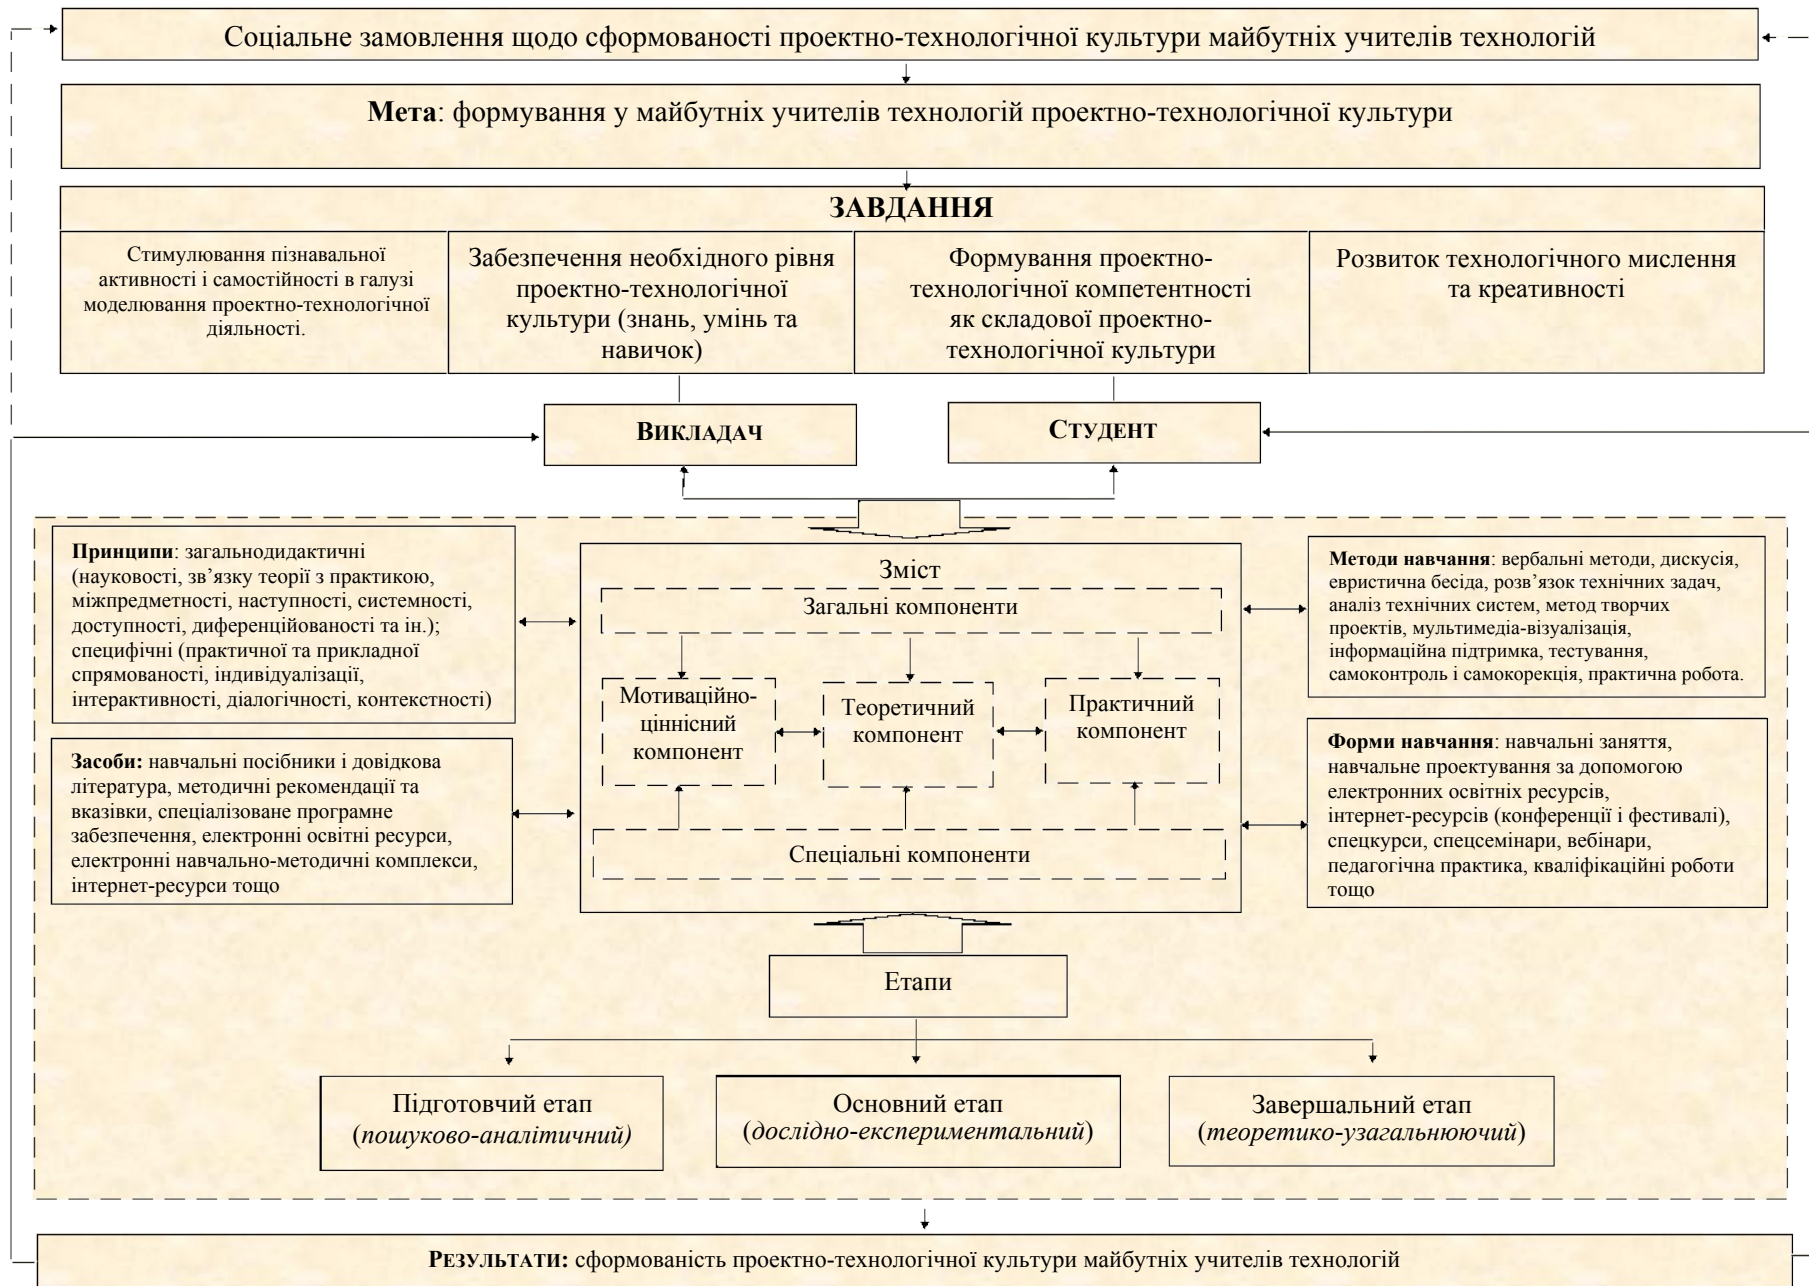 Соціальне замовлення щодо сформованості проектно-технологічної культури майбутніх учителів технологій
Мета: формування у майбутніх учителів технологій проектно-технологічної культури
ЗАВДАННЯ
Стимулювання пізнавальної
активності і самостійності в галузі
моделювання проектно-технологічної
діяльності.
Забезпечення необхідного рівня
проектно-технологічної
культури (знань, умінь та
навичок)
Формування проектно-
технологічної компетентності
як складової проектно-
технологічної культури
Розвиток технологічного мислення
та креативності
ВИКЛАДАЧ
СТУДЕНТ
Принципи: загальнодидактичні
(науковості, зв’язку теорії з практикою,
міжпредметності, наступності, системності,
доступності, диференційованості та ін.);
специфічні (практичної та прикладної
спрямованості, індивідуалізації,
інтерактивності, діалогічності, контекстності)
Засоби: навчальні посібники і довідкова
література, методичні рекомендації та
вказівки, спеціалізоване програмне
забезпечення, електронні освітні ресурси,
електронні навчально-методичні комплекси,
інтернет-ресурси тощо
Зміст
Загальні компоненти
Мотиваційно-
ціннісний
компонент
Теоретичний
компонент
Практичний
компонент
Спеціальні компоненти
Методи навчання: вербальні методи, дискусія,
евристична бесіда, розв’язок технічних задач,
аналіз технічних систем, метод творчих
проектів, мультимедіа-візуалізація,
інформаційна підтримка, тестування,
самоконтроль і самокорекція, практична робота.
Форми навчання: навчальні заняття,
навчальне проектування за допомогою
електронних освітніх ресурсів,
інтернет-ресурсів (конференції і фестивалі),
спецкурси, спецсемінари, вебінари,
педагогічна практика, кваліфікаційні роботи
тощо
Етапи
Підготовчий етап
(пошуково-аналітичний)
Основний етап
(дослідно-експериментальний)
Завершальний етап
(теоретико-узагальнюючий)
РЕЗУЛЬТАТИ: сформованість проектно-технологічної культури майбутніх учителів технологій